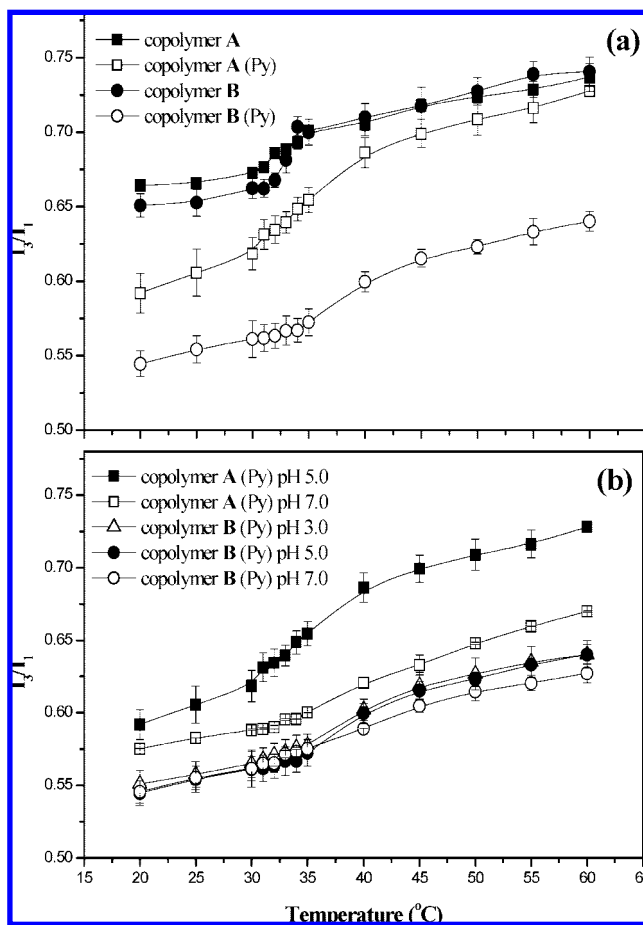 (a)
copolymer A
copolymer A (Py)
copolymer B
copolymer B (Py)
0.75
0.70
0.65
0.60
0.55
0.50
I3/I1
(b)
copolymer A (Py) pH 5.0
copolymer A (Py) pH 7.0
copolymer B (Py) pH 3.0
copolymer B (Py) pH 5.0
copolymer B (Py) pH 7.0
0.75
0.70
0.65
0.60
0.55
0.50
I3/I1
15 20 25 30 35 40 45 50 55 60 6
Temperature (°C)